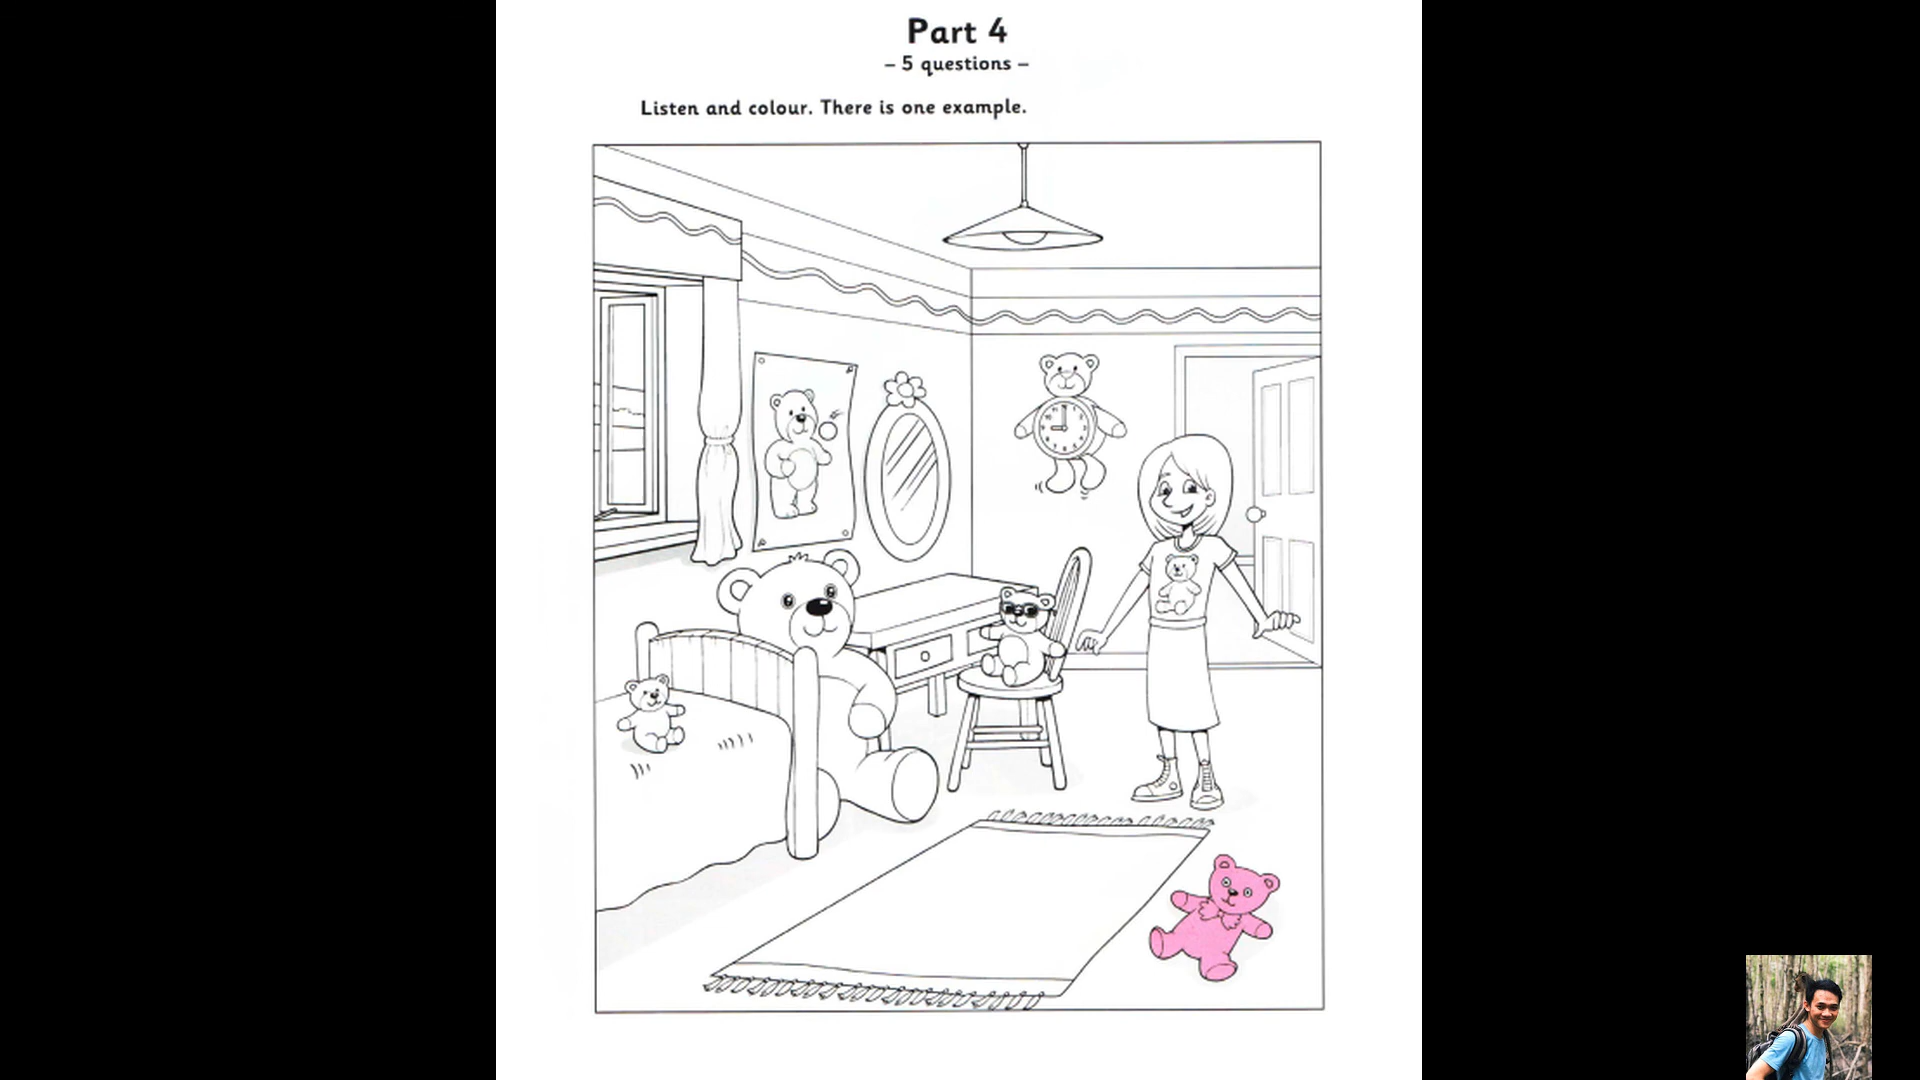 Part 4
– 5 questions –
Listen and colour. There is one example.